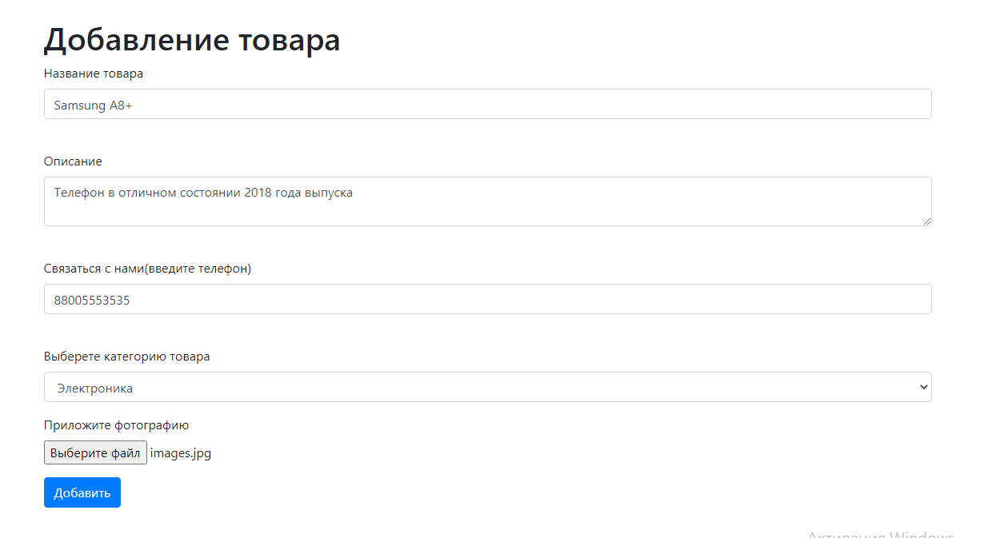 Добавление товара
Название товара
Samsung A8+
Описание
Телефон в отличном состоянии 2018 года выпуска
Связаться с нами(введите телефон)
88005553535
Выберете категорию товара
Электроника
Приложите фотографию
Выберите файл images.jpg
Добавить
Активация Windows